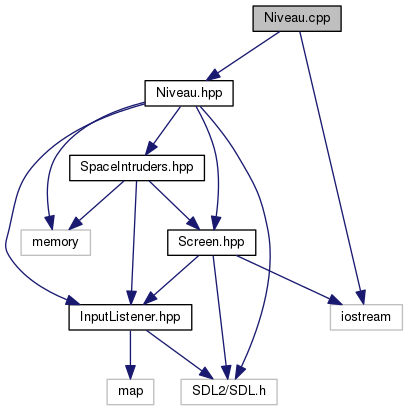 Niveau.cpp
Niveau.hpp
SpaceIntruders.hpp
memory
Screen.hpp
InputListener.hpp
iostream
map
SDL2/SDL.h